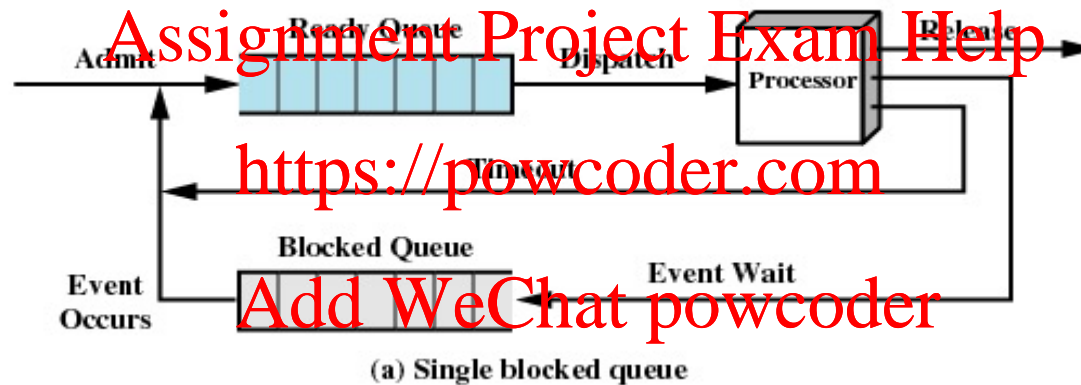 Assignment Project Exam Help
Ready Queue
Release
Admit
Dispatch
Processor
https://powcoder.com
Timeout
Blocked Queue
Event Wait
Event
Occurs
Add WeChat powcoder
(a) Single blocked queue